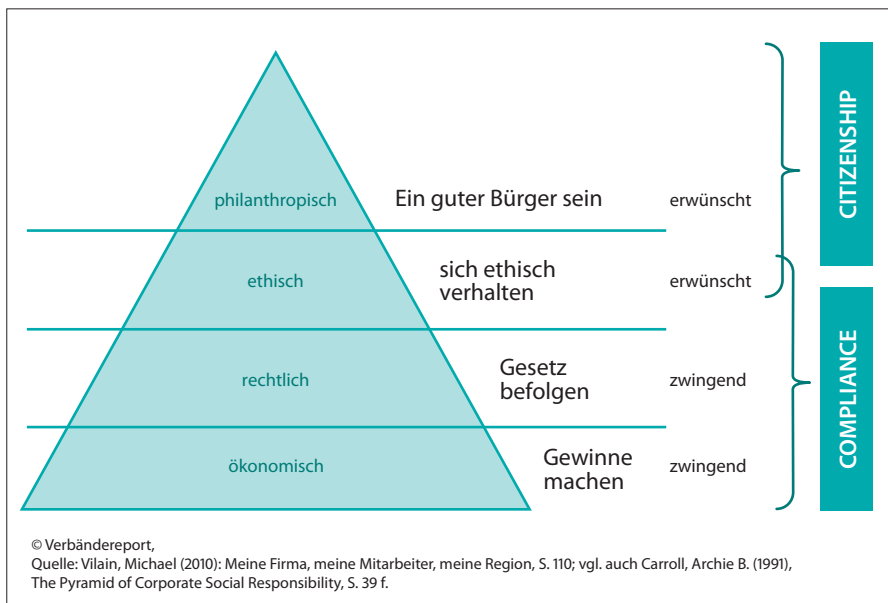 philanthropisch Ein guter Bürger sein erwünscht
CITIZENSHIP
ethisch sich ethisch verhalten erwünscht
rechtlich Gesetz befolgen zwingend
COMPLIANCE
ökonomisch Gewinne machen zwingend
© Verbändereport,
Quelle: Vilain, Michael (2010): Meine Firma, meine Mitarbeiter, meine Region, S. 110; vgl. auch Carroll, Archie B. (1991),
The Pyramid of Corporate Social Responsibility, S. 39 f.